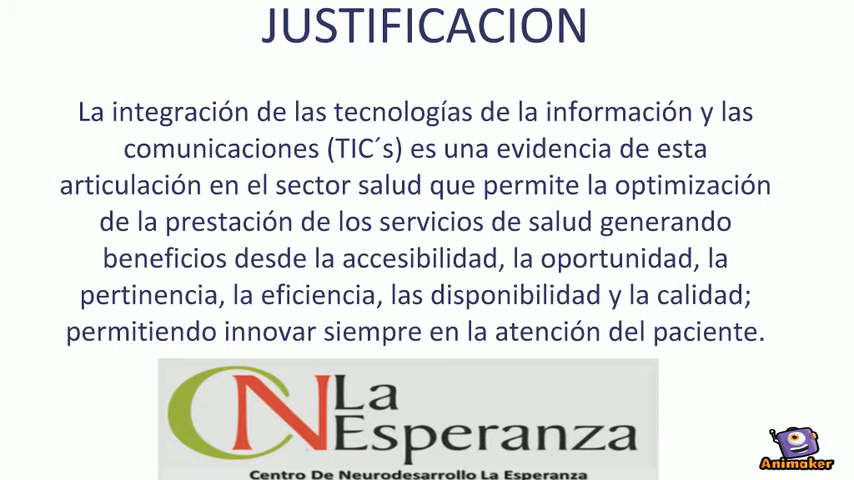 JUSTIFICACION
La integración de las tecnologías de la información y las
comunicaciones (TIC´s) es una evidencia de esta
articulación en el sector salud que permite la optimización
de la prestación de los servicios de salud generando
beneficios desde la accesibilidad, la oportunidad, la
pertinencia, la eficiencia, las disponibilidad y la calidad;
permitiendo innovar siempre en la atención del paciente.
CN La
Esperanza
Centro De Neurodesarrollo La Esperanza
Animaker